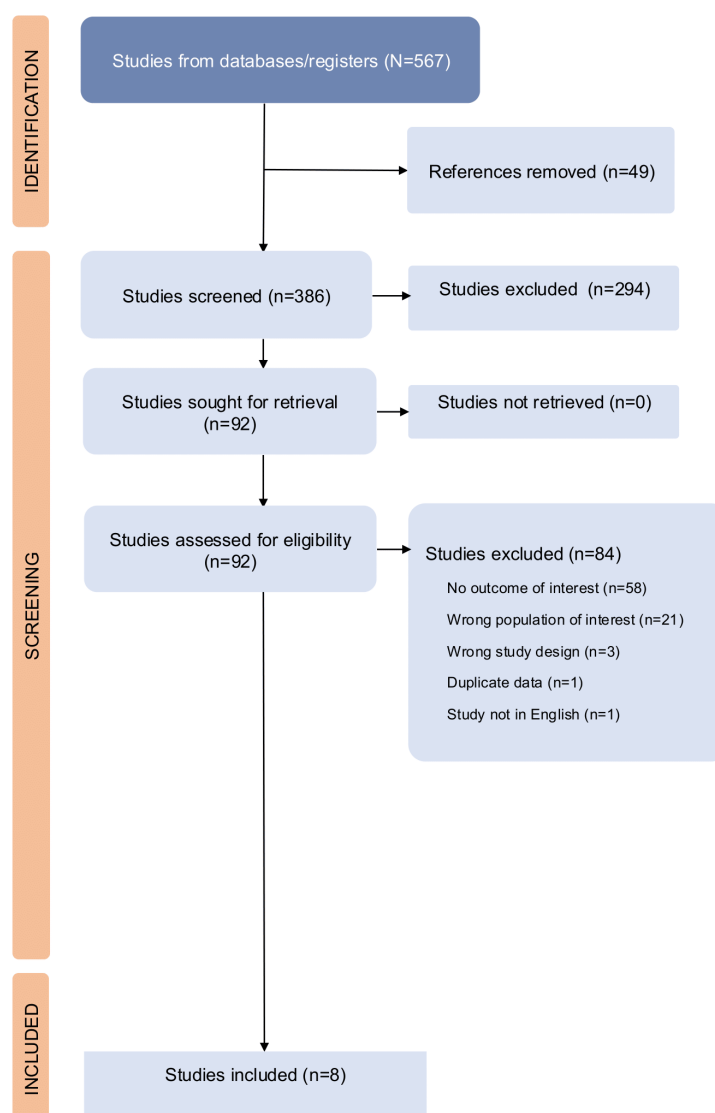 IDENTIFICATION
Studies from databases/registers (N=567)
References removed (n=49)
SCREENING
Studies screened (n=386)
Studies excluded  (n=294)
Studies sought for retrieval
(n=92)
Studies not retrieved (n=0)
Studies assessed for eligibility
(n=92)
Studies excluded (n=84)
No outcome of interest (n=58)
Wrong population of interest (n=21)
Wrong study design (n=3)
Duplicate data (n=1)
Study not in English (n=1)
INCLUDED
Studies included (n=8)